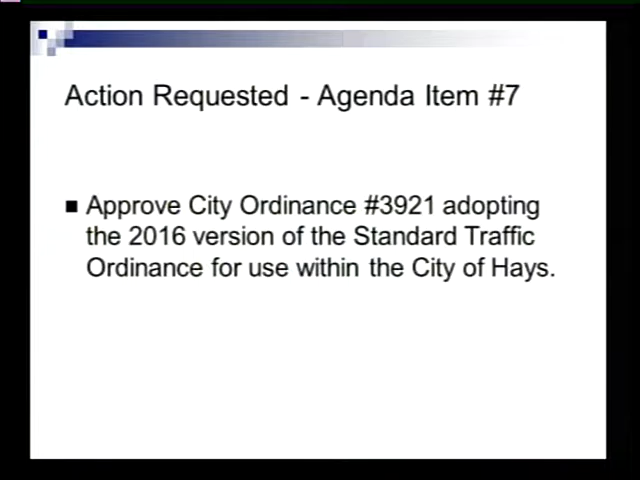 Action Requested - Agenda Item #7
■ Approve City Ordinance #3921 adopting
the 2016 version of the Standard Traffic
Ordinance for use within the City of Hays.